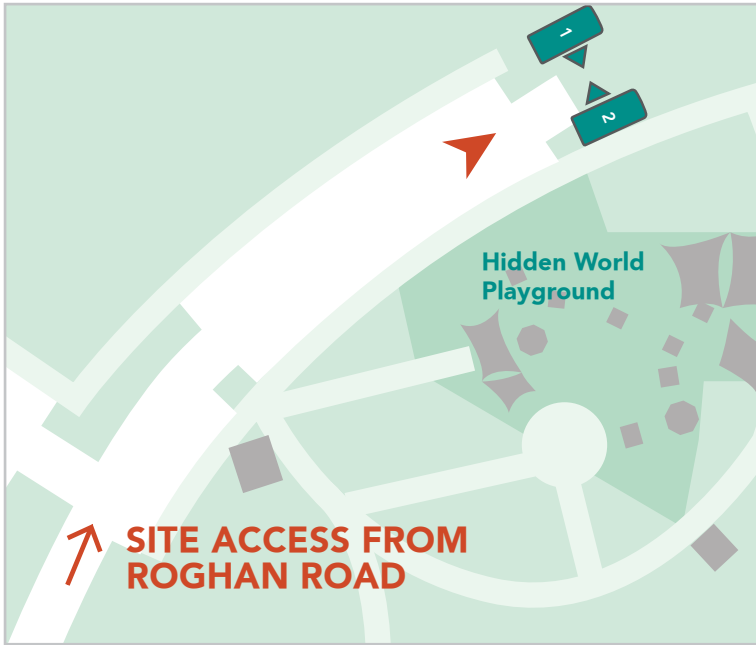 1
2
Hidden World
Playground
SITE ACCESS FROM
ROGHAN ROAD